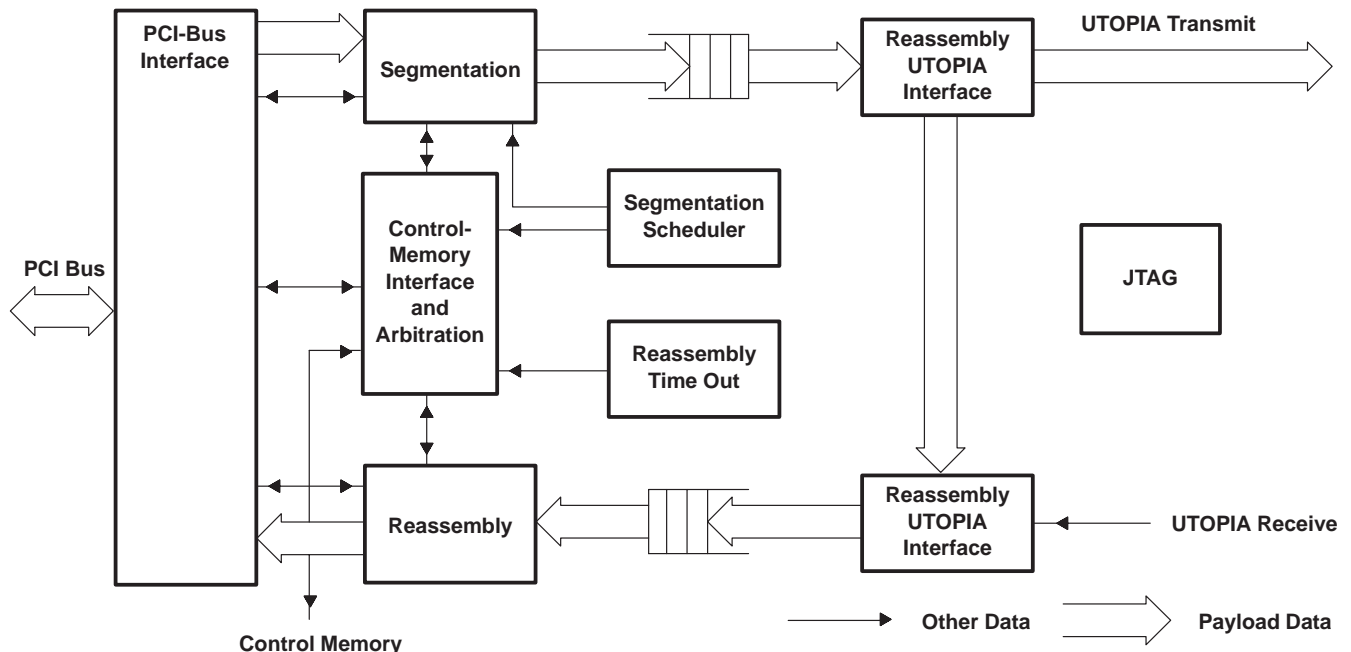 PCI-Bus
Interface
Segmentation
Reassembly
UTOPIA
Interface
UTOPIA Transmit
Segmentation
Scheduler
Control-
Memory
Interface
and
Arbitration
PCI Bus
JTAG
Reassembly
Time Out
Reassembly
Reassembly
UTOPIA
Interface
UTOPIA Receive
Other Data
Payload Data
Control Memory